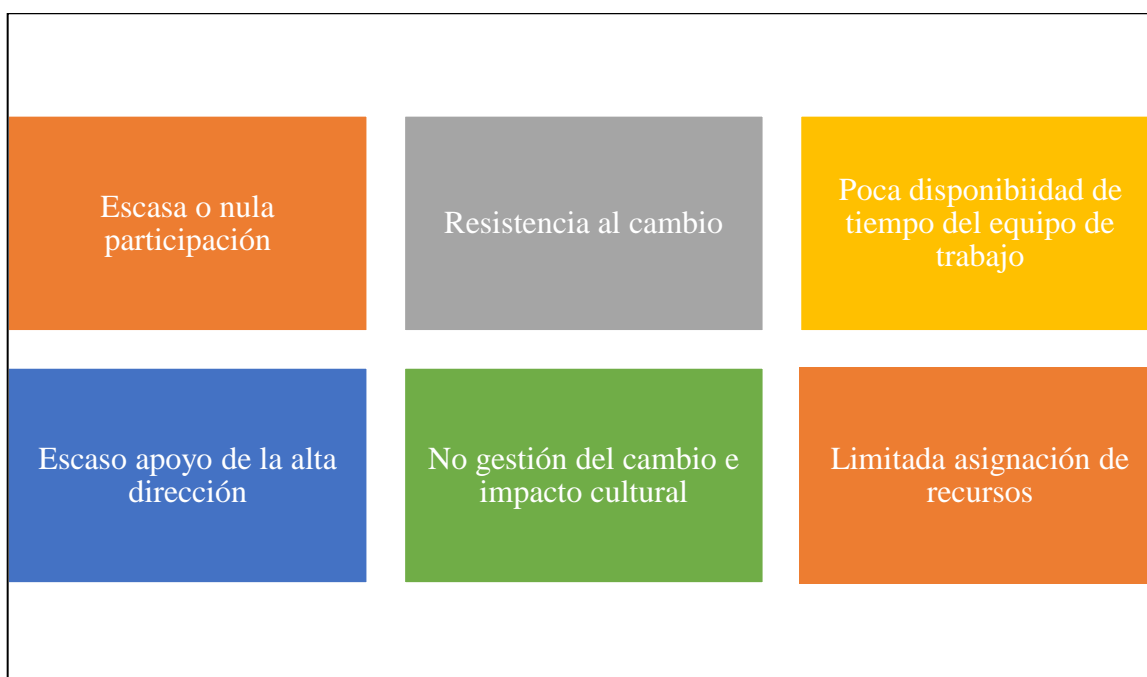 Escasa o nula
participación
Resistencia al cambio
Poca disponibiidad de
tiempo del equipo de
trabajo
Escaso apoyo de la alta
dirección
No gestión del cambio e
impacto cultural
Limitada asignación de
recursos